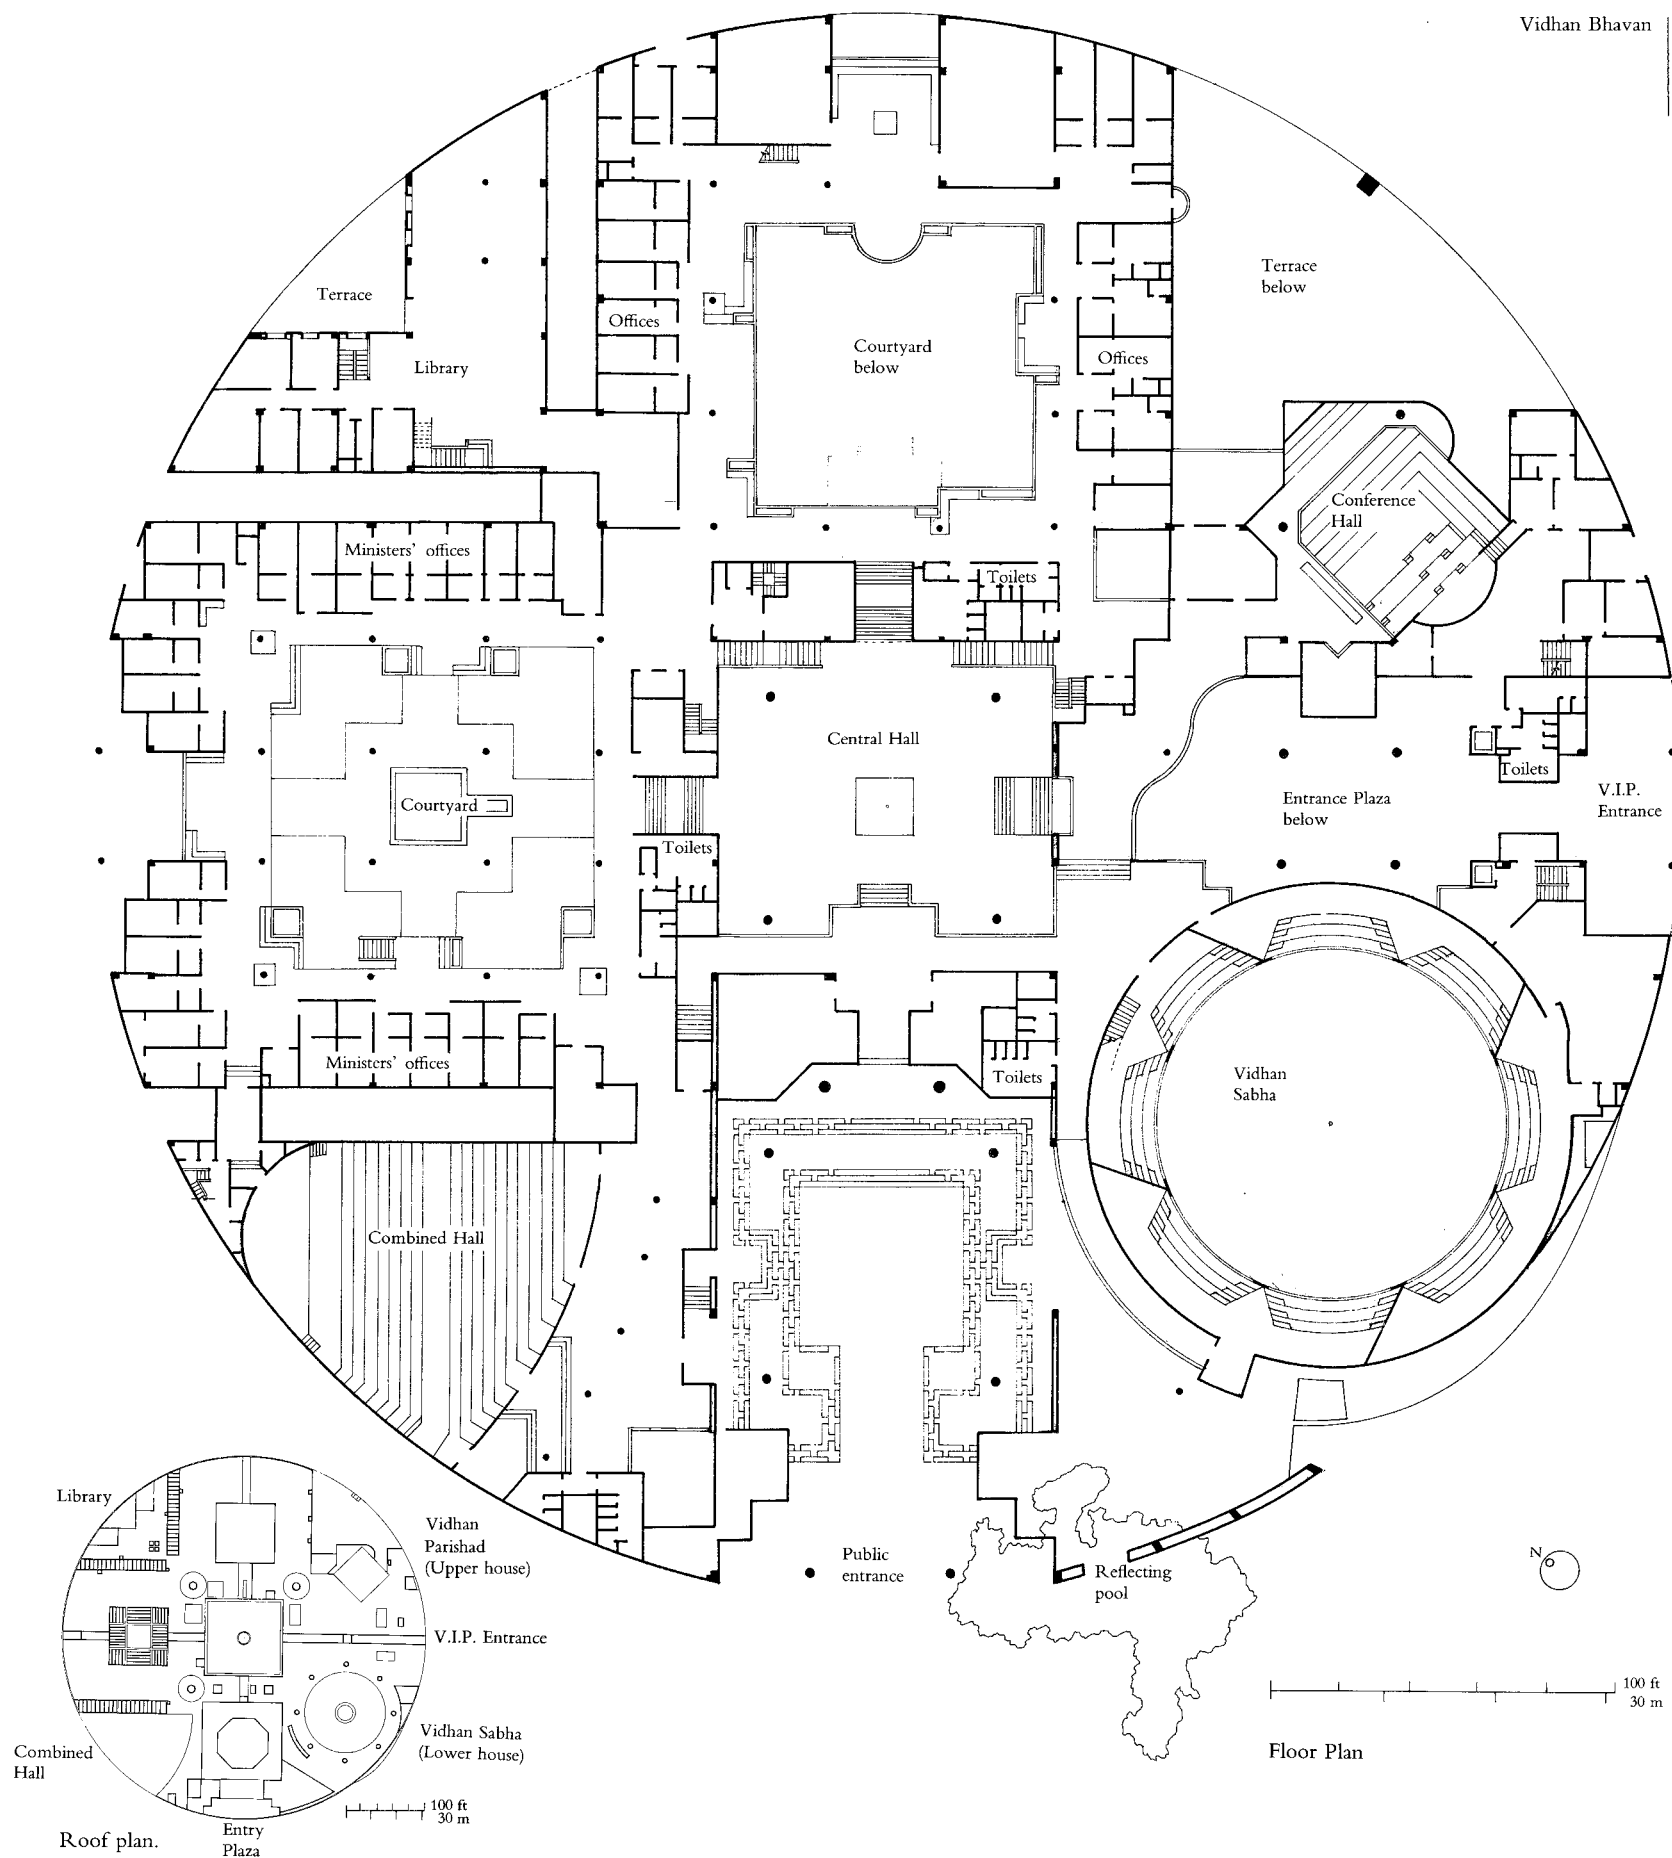 Vidhan Bhavan
Terrace
Terrace
below
Offices
Courtyard
below
Offices
Library
Conference
Hall
Ministers' offices
Toilets
Central Hall
Courtyard
Toilets
Toilets
Entrance Plaza
below
V.I.P.
Entrance
Ministers' offices
Toilets
Vidhan
Sabha
Combined Hall
Public
entrance
Reflecting
pool
N
100 ft
30 m
Floor Plan
Library
Vidhan
Parishad
(Upper house)
V.I.P. Entrance
Vidhan Sabha
(Lower house)
Combined
Hall
100 ft
30 m
Entry
Plaza
Roof plan.